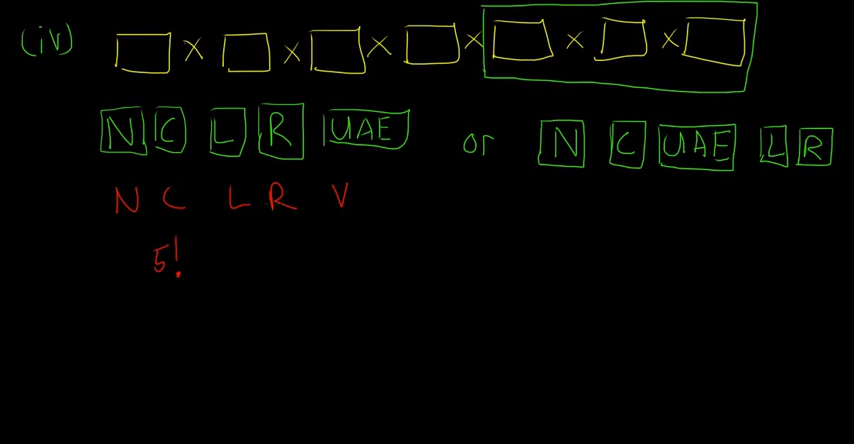 (iv) □ × □ × □ × □ × □ × □ × □
N C L R UAE or N C UAE L R
N C L R V
5!